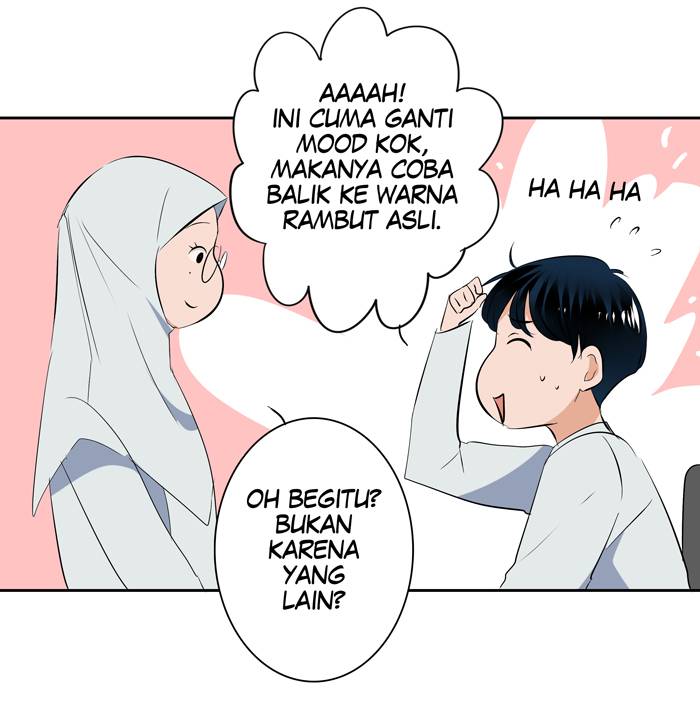 AAAAH!
INI CUMA GANTI
MOOD KOK,
MAKANYA COBA
BALIK KE WARNA
RAMBUT ASLI.
HA HA HA
OH BEGITU?
BUKAN
KARENA
YANG
LAIN?